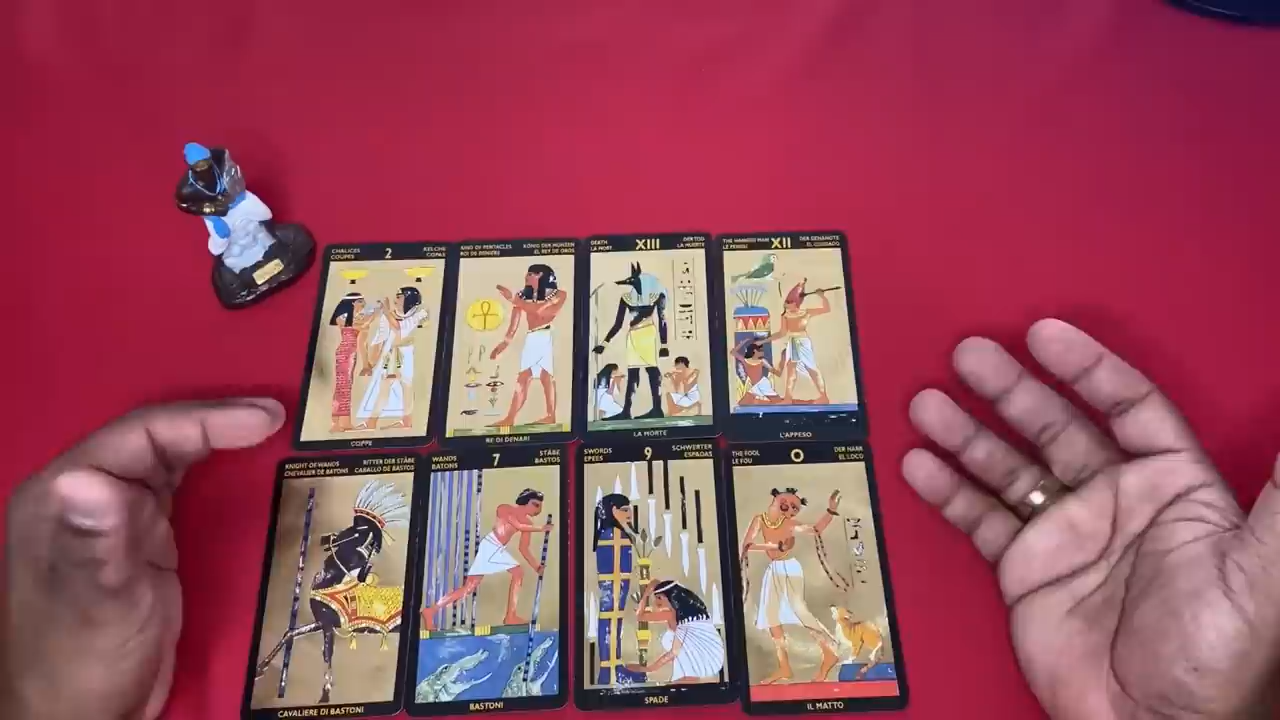 CHALICES 2 KELCHE
COUPES COPAS
COPPE
KING OF PENTACLES KÖNIG DER MÜNZEN
ROI DE DENIERS EL REY DE OROS
RE DI DENARI
DEATH XIII DER TOD
LA MORT LA MUERTE
LA MORTE
THE HANGED MAN XII DER GEHÄNGTE
LE PENDU EL COLGADO
L'APPESO
KNIGHT OF WANDS RITTER DER STÄBE
CHEVALIER DE BATONS CABALLO DE BASTOS
CAVALIERE DI BASTONI
WANDS 7 STÄBE
BATONS BASTOS
BASTONI
SWORDS 9 SCHWERTER
EPEES ESPADAS
SPADE
THE FOOL 0 DER NARR
LE FOU EL LOCO
IL MATTO